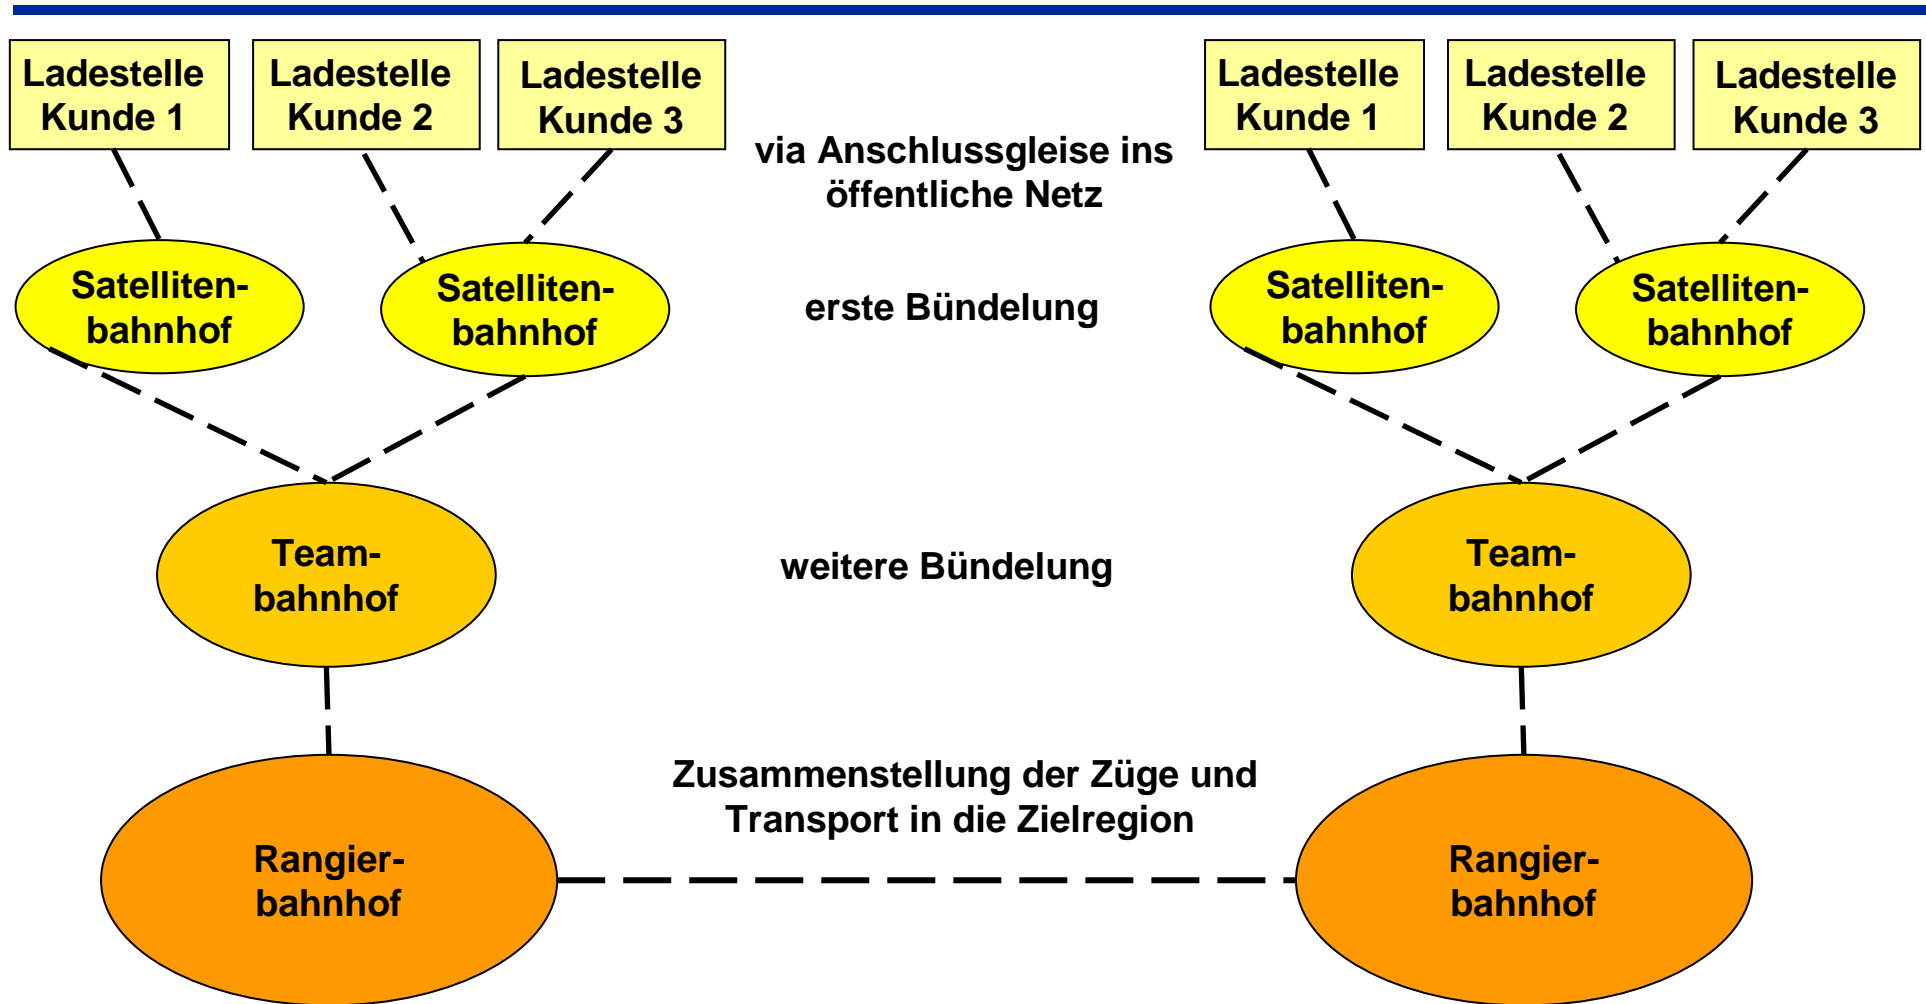 Ladestelle
Kunde 1
Ladestelle
Kunde 2
Ladestelle
Kunde 3
via Anschlussgleise ins
öffentliche Netz
Ladestelle
Kunde 1
Ladestelle
Kunde 2
Ladestelle
Kunde 3
Satelliten-
bahnhof
Satelliten-
bahnhof
erste Bündelung
Satelliten-
bahnhof
Satelliten-
bahnhof
Team-
bahnhof
weitere Bündelung
Team-
bahnhof
Zusammenstellung der Züge und
Transport in die Zielregion
Rangier-
bahnhof
Rangier-
bahnhof